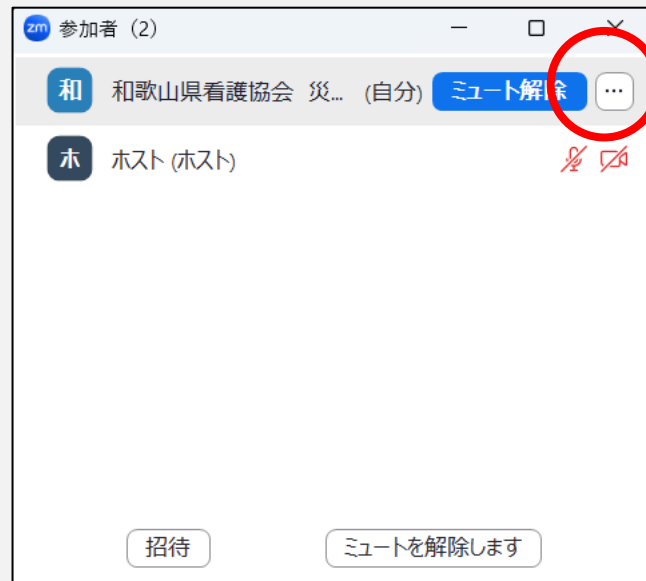 zm 参加者 (2)
和 和歌山県看護協会 災... (自分) ミュート解除 ...
ホ ホスト (ホスト)
招待 ミュートを解除します